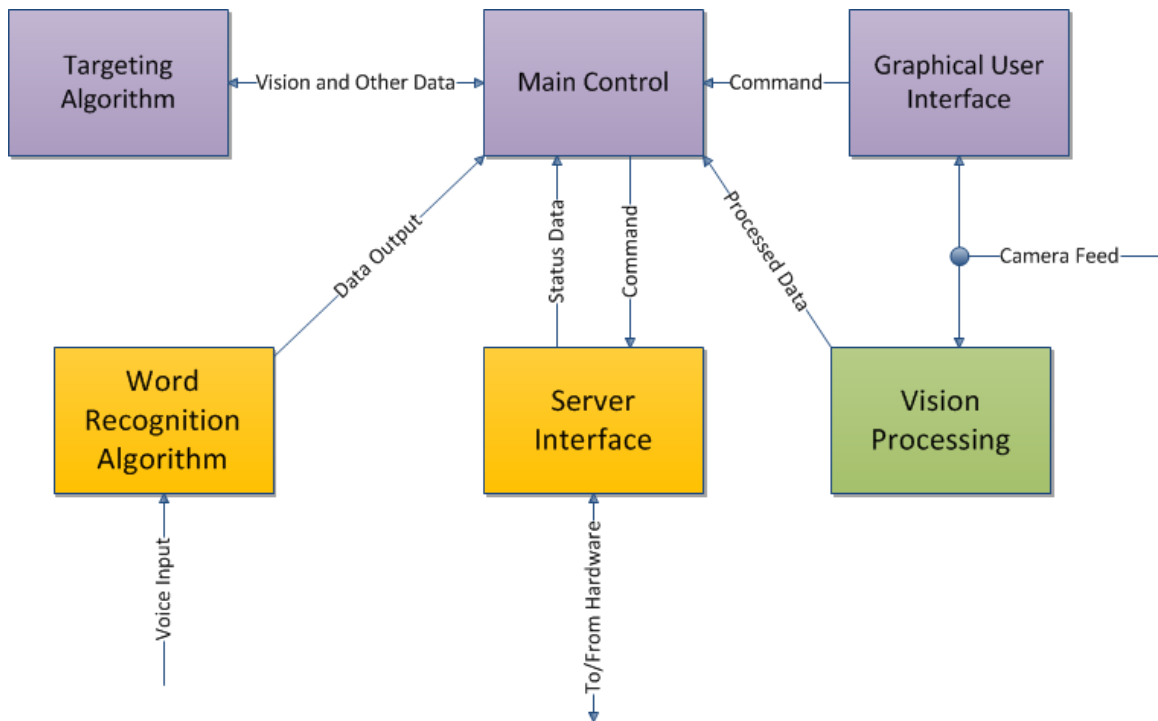 Targeting
Algorithm
Vision and Other Data
Main Control
Command
Graphical User
Interface
Data Output
Status Data
Command
Processed Data
Camera Feed
Word
Recognition
Algorithm
Server
Interface
Vision
Processing
Voice Input
To/From Hardware